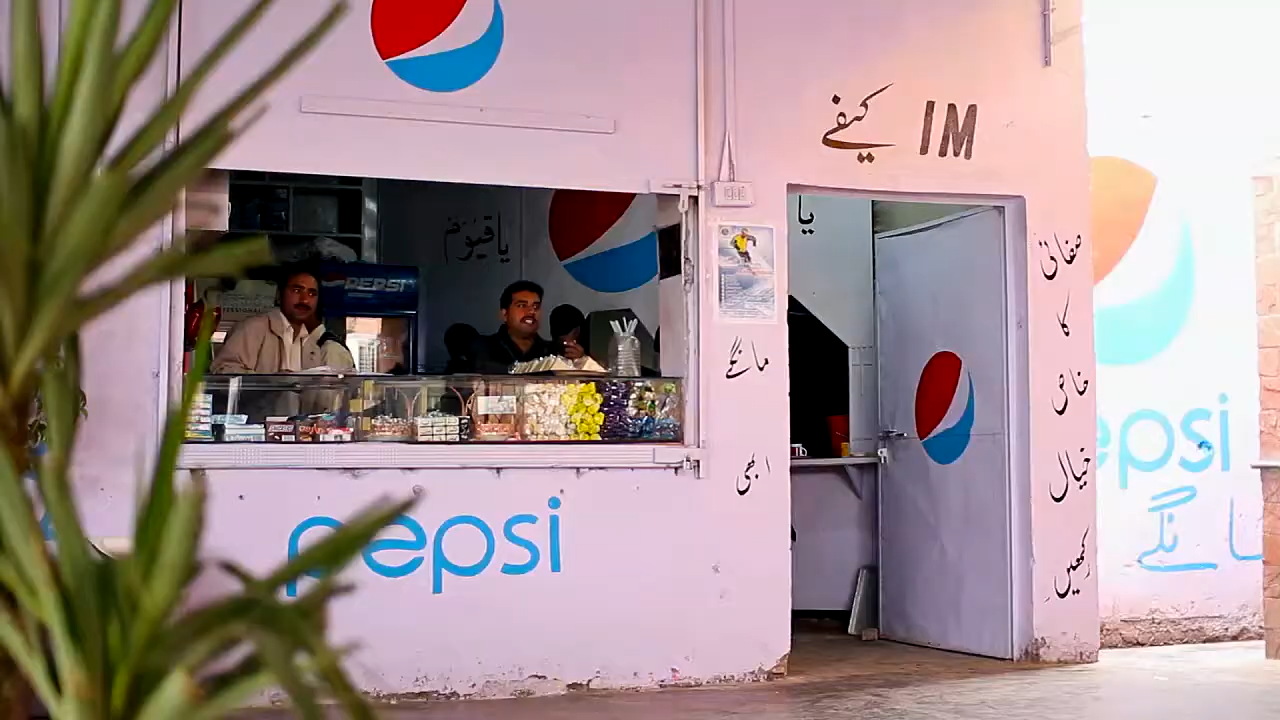 IM کیفے
یا
یاقیوم
PEPSI
مانگے
ابھی
صفائی
کا
خاص
خیال
رکھیں
pepsi
epsi
مانگے